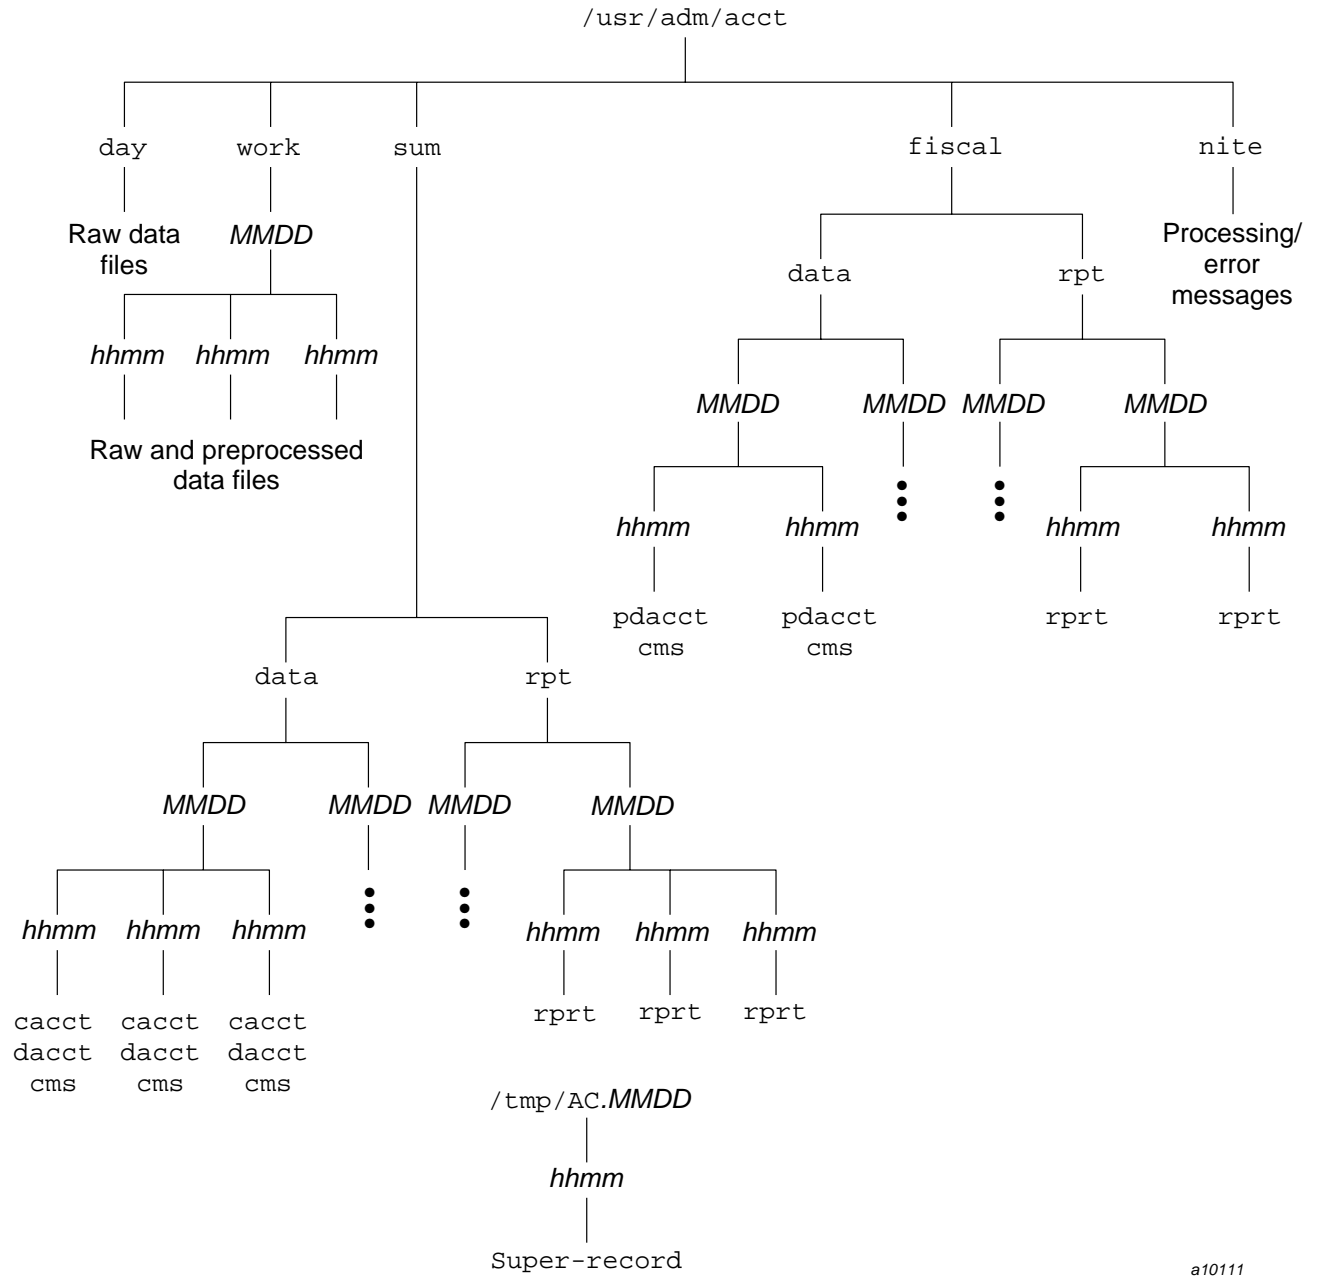 /usr/adm/acct
day work sum fiscal nite
Raw data
files
MMDD
Processing/
error
messages
data rpt
hhmm hhmm hhmm
MMDD MMDD MMDD MMDD
Raw and preprocessed
data files
hhmm hhmm hhmm hhmm
pdacct pdacct rprt rprt
cms cms
data rpt
MMDD MMDD MMDD MMDD
hhmm hhmm hhmm hhmm hhmm hhmm
cacct cacct cacct rprt rprt rprt
dacct dacct dacct
cms cms cms
/tmp/AC.MMDD
hhmm
Super-record
a10111